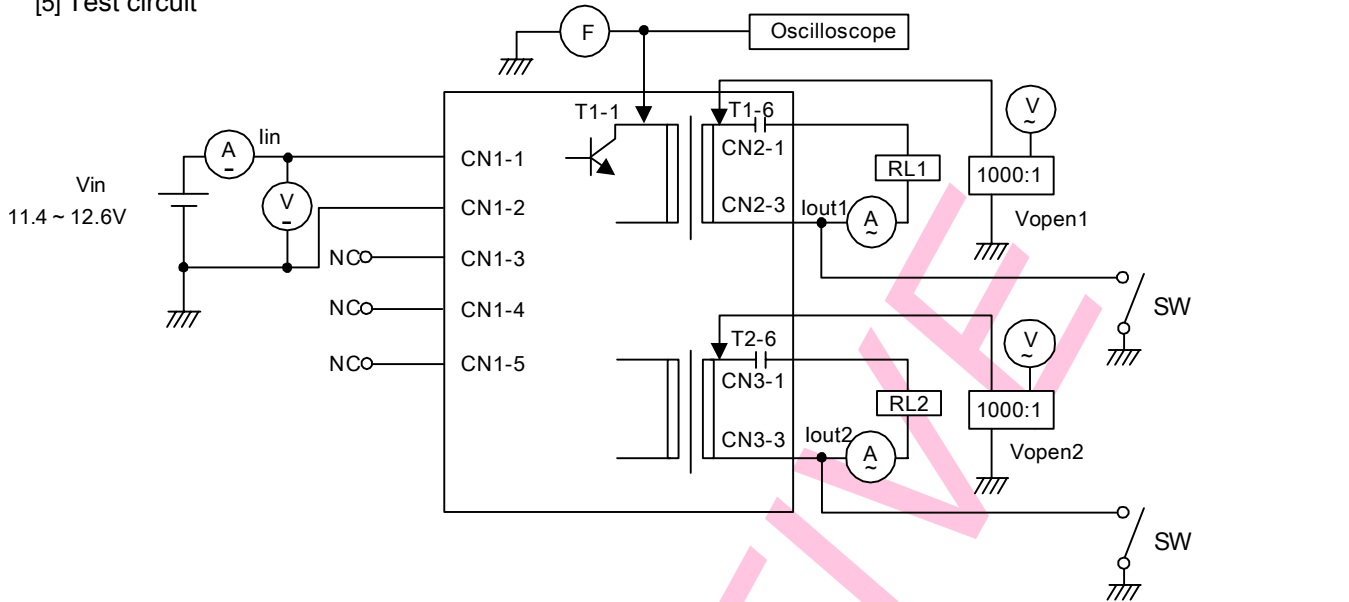 [5] Test circuit
F
Oscilloscope
T1-1
T1-6
V
~
A
-
Iin
CN1-1
CN2-1
RL1
1000:1
Vin
11.4 ~ 12.6V
V
-
CN1-2
CN2-3
Iout1
A
~
Vopen1
NC
CN1-3
NC
CN1-4
SW
T2-6
V
~
NC
CN1-5
CN3-1
RL2
1000:1
CN3-3
Iout2
A
~
Vopen2
SW
IVE